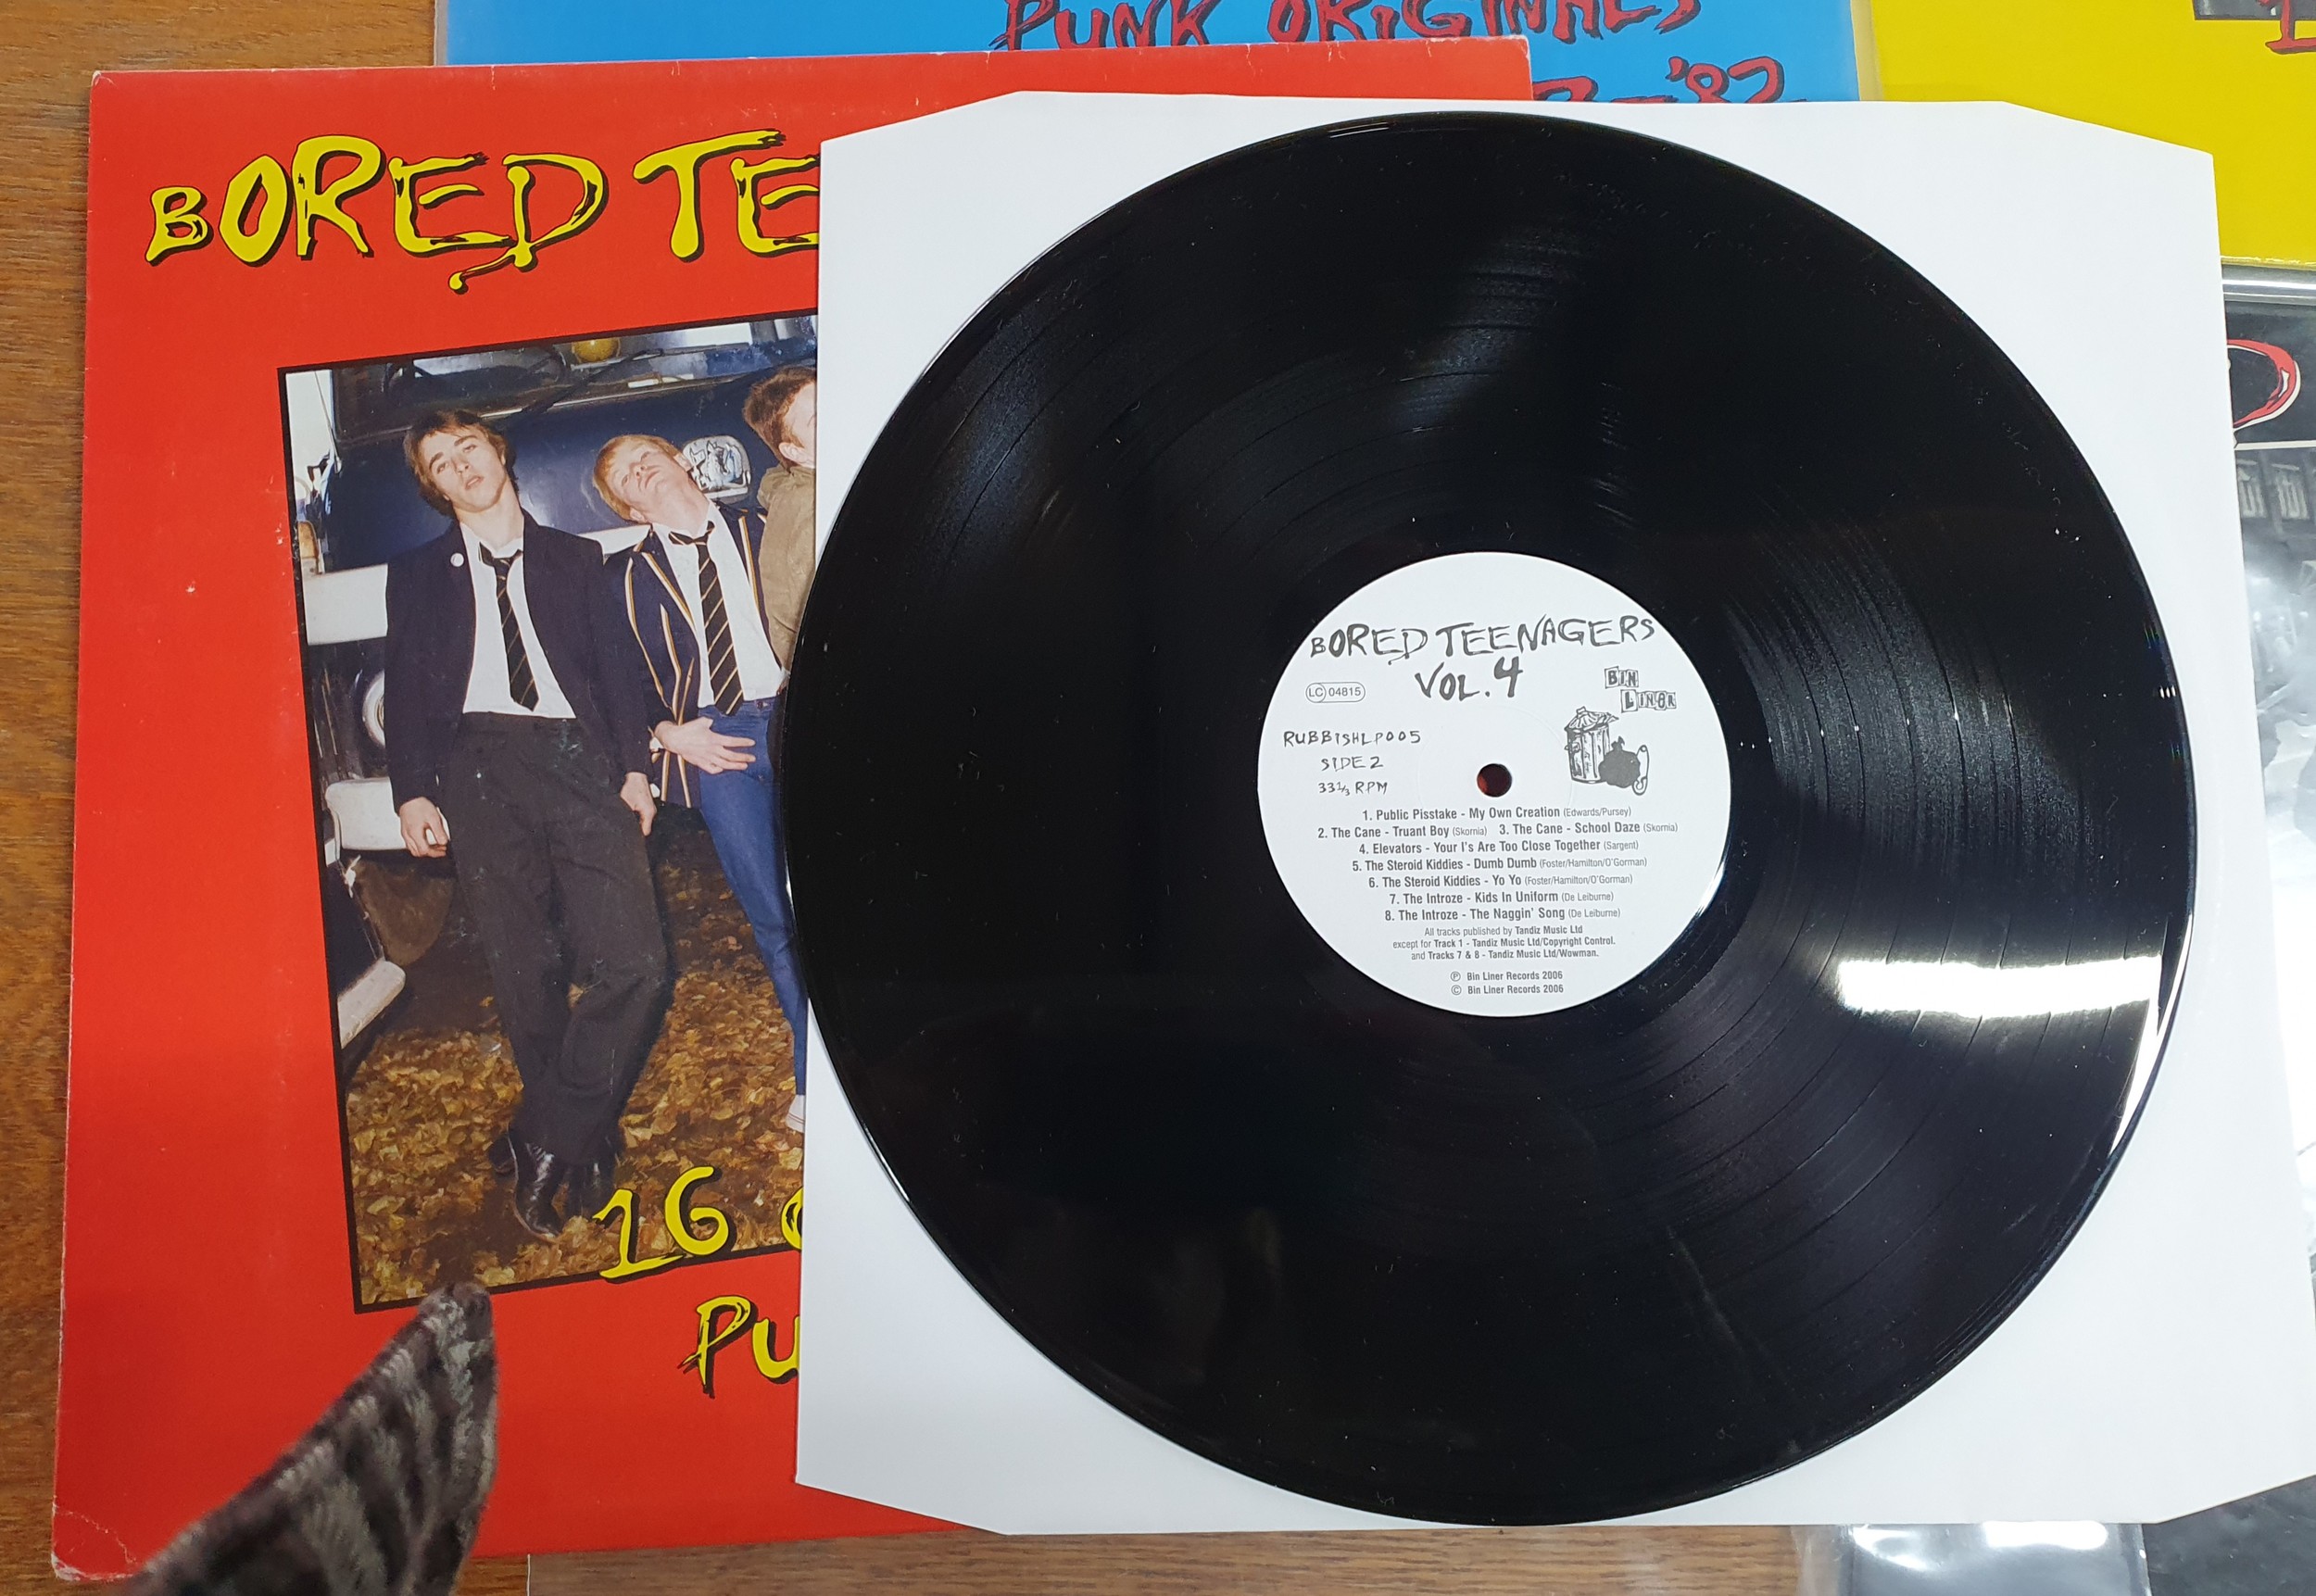 PUNK ORIGINALS
'82
BORED TE
16
PU
BORED TEENAGERS
VOL. 4
LC 04815
BIN
LINER
RUBBISHLP005
SIDE 2
33⅓ RPM
1. Public Pisstake - My Own Creation (Edwards/Pursey)
2. The Cane - Truant Boy (Skornia) 3. The Cane - School Daze (Skornia)
4. Elevators - Your I's Are Too Close Together (Sargent)
5. The Steroid Kiddies - Dumb Dumb (Foster/Hamilton/O'Gorman)
6. The Steroid Kiddies - Yo Yo (Foster/Hamilton/O'Gorman)
7. The Introze - Kids In Uniform (De Leiburne)
8. The Introze - The Naggin' Song (De Leiburne)
All tracks published by Tandiz Music Ltd
except for Track 1 - Tandiz Music Ltd/Copyright Control.
and Tracks 7 & 8 - Tandiz Music Ltd/Wowman.
℗ Bin Liner Records 2006
© Bin Liner Records 2006